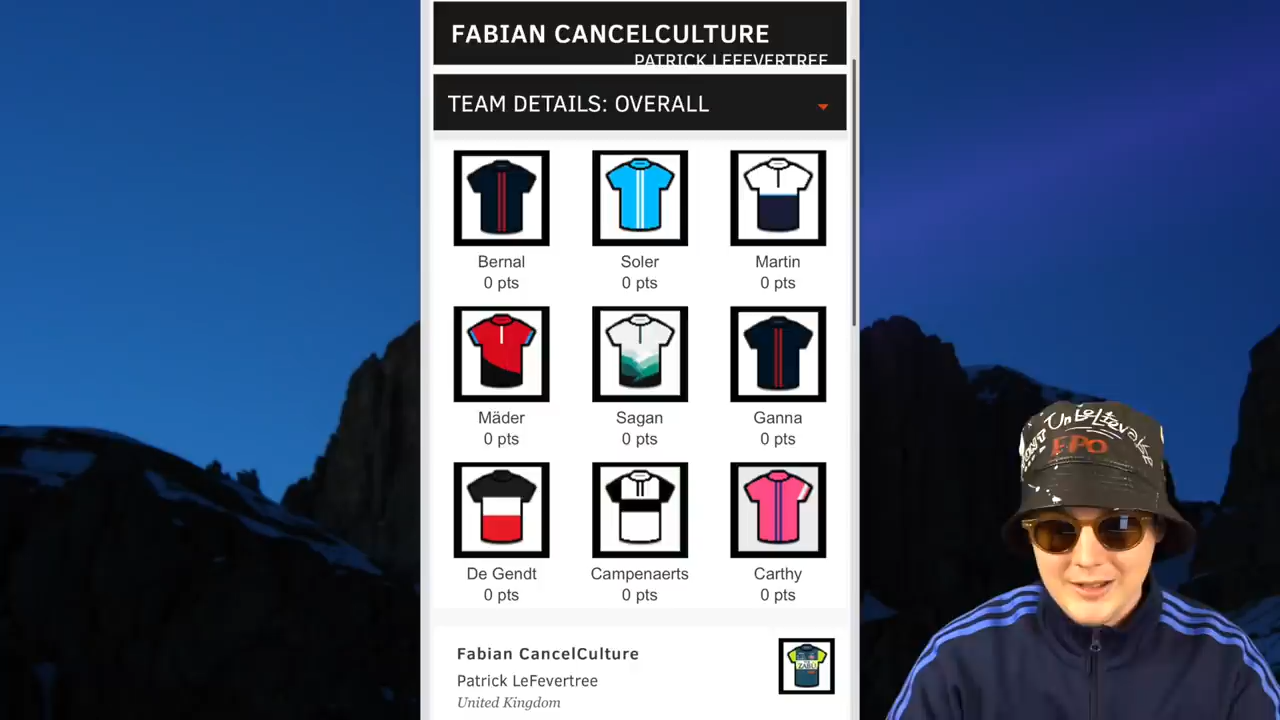 FABIAN CANCELCULTURE
PATRICK LEFEVERTREE
TEAM DETAILS: OVERALL
Bernal
0 pts
Soler
0 pts
Martin
0 pts
Mäder
0 pts
Sagan
0 pts
Ganna
0 pts
De Gendt
0 pts
Campenaerts
0 pts
Carthy
0 pts
Fabian CancelCulture
Patrick LeFevertree
United Kingdom
EPO